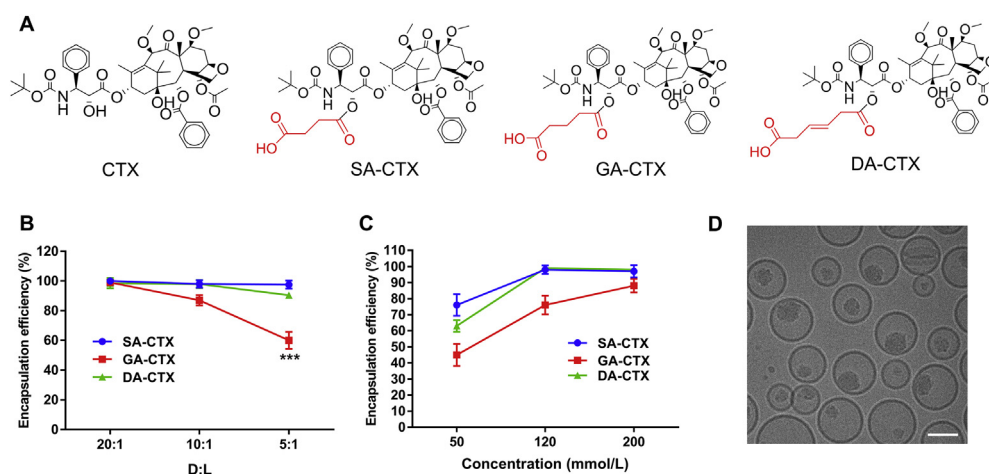 A
CTX
SA-CTX
GA-CTX
DA-CTX
B
Encapsulation efficiency (%)
120
100
80
60
40
20
0
SA-CTX
GA-CTX
DA-CTX
***
20:1
10:1
5:1
D:L
C
Encapsulation efficiency (%)
110
100
90
80
70
60
50
40
30
20
10
0
SA-CTX
GA-CTX
DA-CTX
50
120
200
Concentration (mmol/L)
D